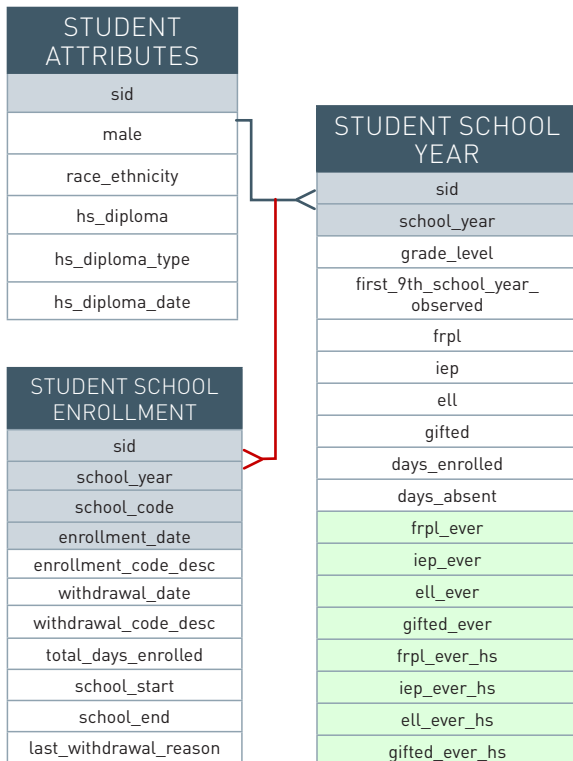 STUDENT
ATTRIBUTES
sid
male
race_ethnicity
hs_diploma
hs_diploma_type
hs_diploma_date
STUDENT SCHOOL
YEAR
sid
school_year
grade_level
first_9th_school_year_
observed
frpl
iep
ell
gifted
days_enrolled
days_absent
frpl_ever
iep_ever
ell_ever
gifted_ever
frpl_ever_hs
iep_ever_hs
ell_ever_hs
gifted_ever_hs
STUDENT SCHOOL
ENROLLMENT
sid
school_year
school_code
enrollment_date
enrollment_code_desc
withdrawal_date
withdrawal_code_desc
total_days_enrolled
school_start
school_end
last_withdrawal_reason